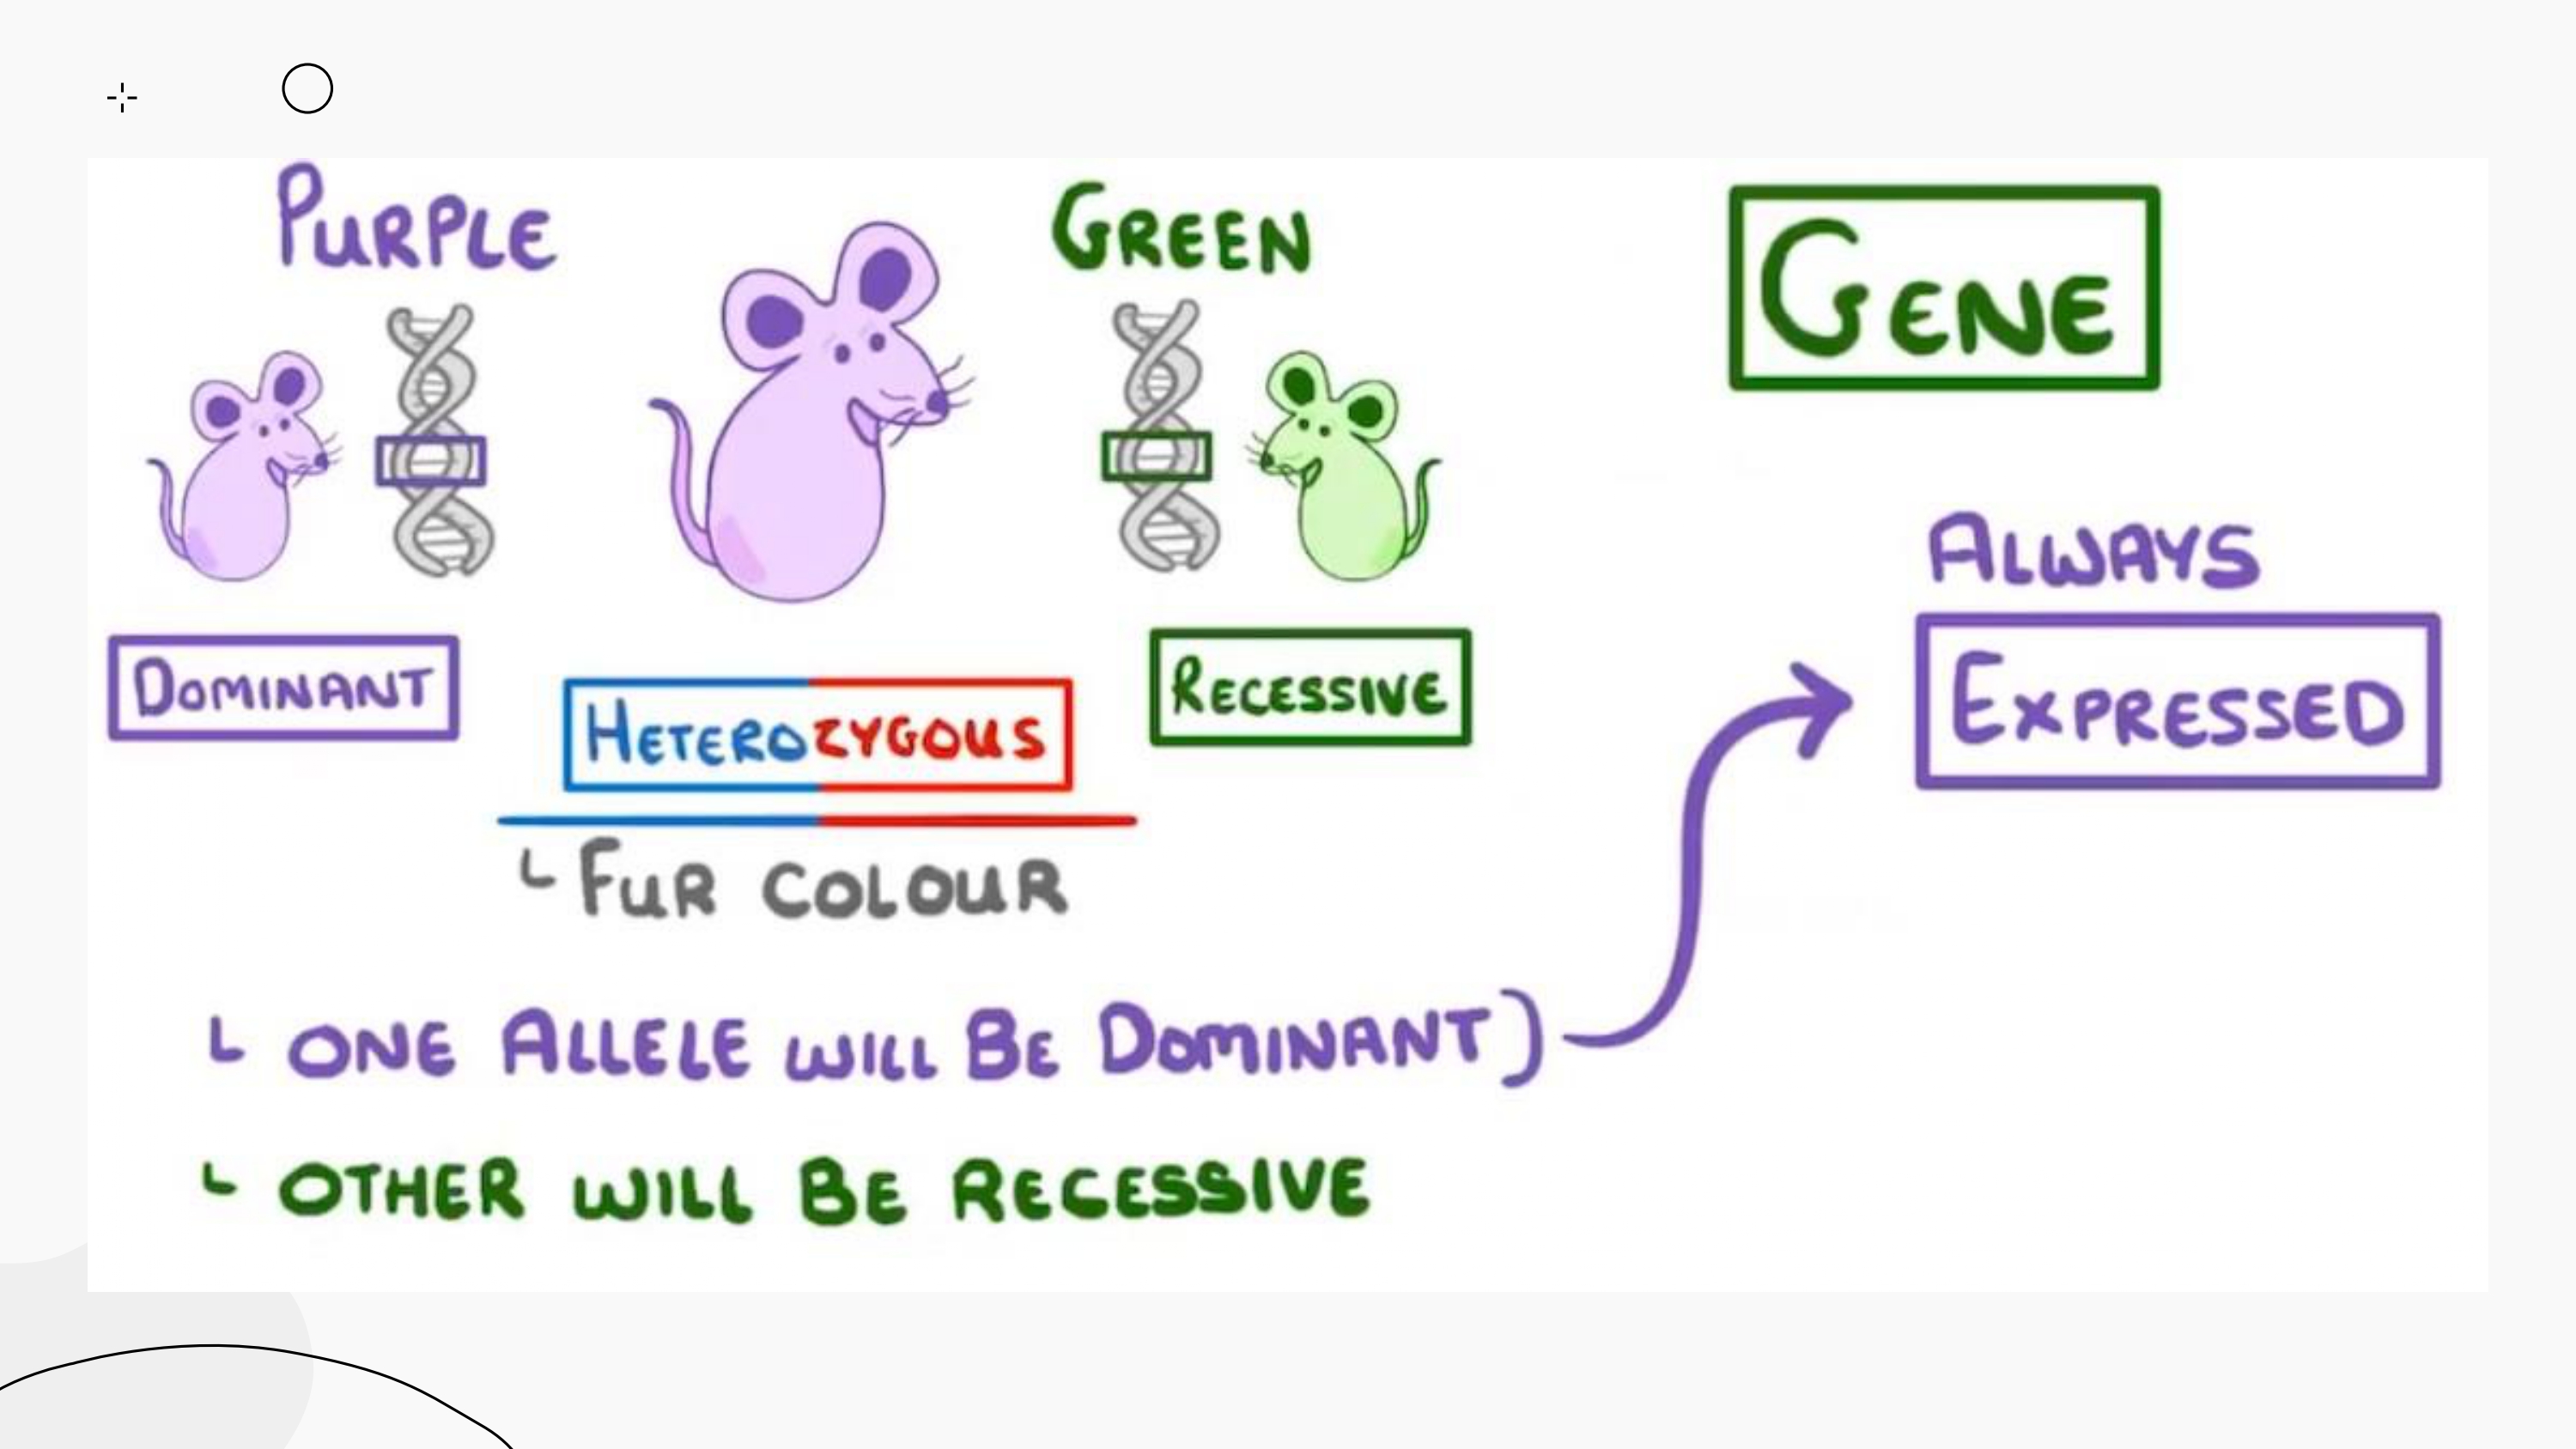 PURPLE
GREEN
GENE
ALWAYS
EXPRESSED
DOMINANT
HETEROZYGOUS
RECESSIVE
FUR COLOUR
ONE ALLELE WILL BE DOMINANT)
OTHER WILL BE RECESSIVE